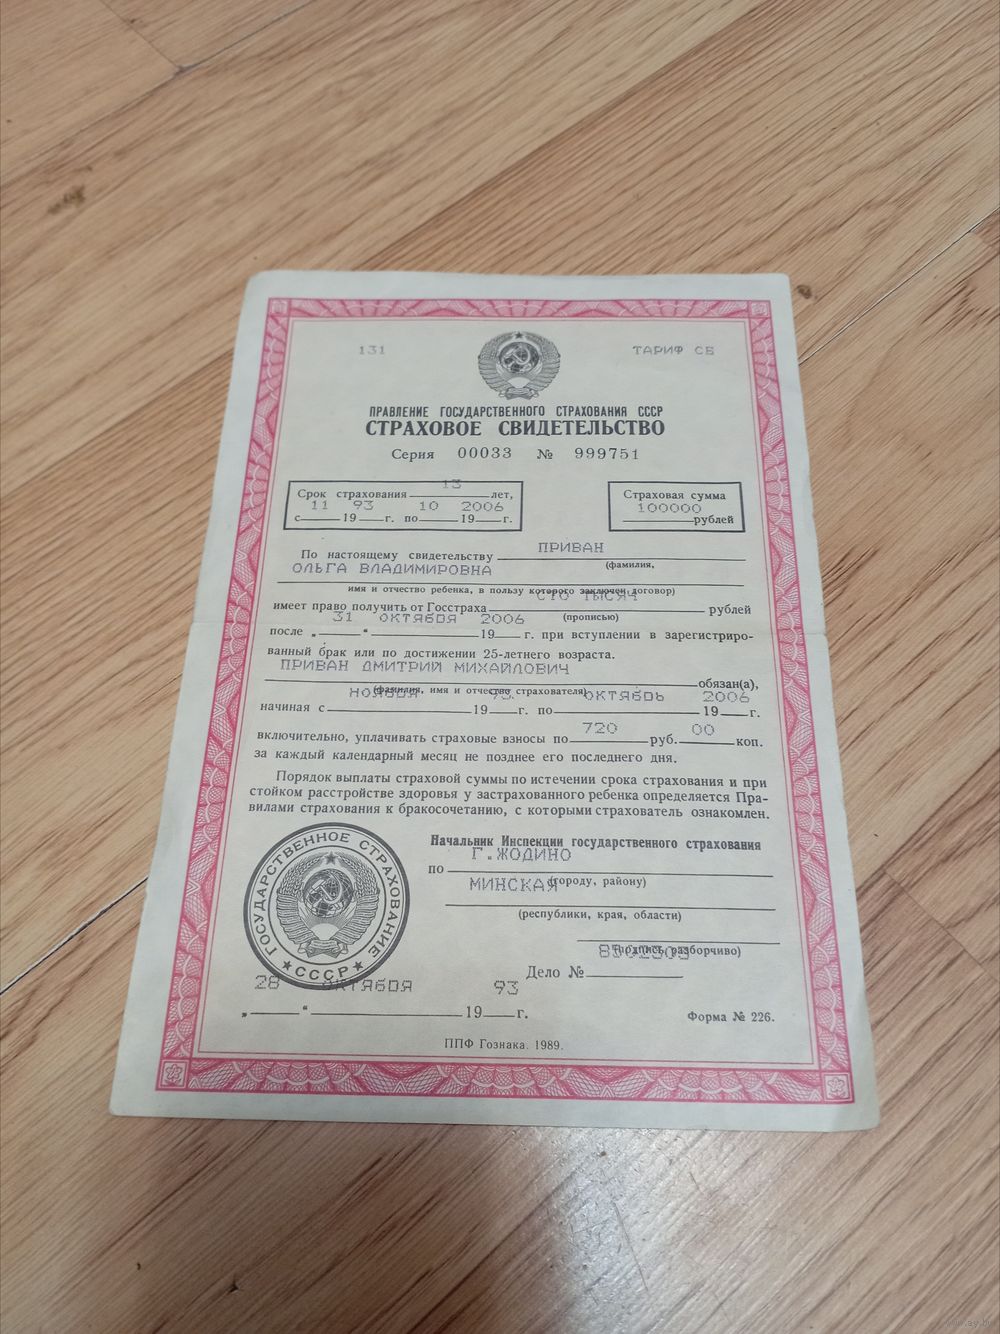 131
ТАРИФ СБ
ПРАВЛЕНИЕ ГОСУДАРСТВЕННОГО СТРАХОВАНИЯ СССР
СТРАХОВОЕ СВИДЕТЕЛЬСТВО
Серия 00033 № 999751
13
Срок страхования лет,
11 93 10 2006
с 19 г. по 19 г.
Страховая сумма
100000
рублей
ПРИВАН
По настоящему свидетельству
(фамилия,
ОЛЬГА ВЛАДИМИРОВНА
имя и отчество ребенка, в пользу которого заключен договор)
СТО ТЫСЯЧ
имеет право получить от Госстраха рублей
(прописью)
31 ОКТЯБРЯ 2006
после „ “ 19 г. при вступлении в зарегистриро-
ванный брак или по достижении 25-летнего возраста.
ПРИВАН ДМИТРИЙ МИХАЙЛОВИЧ
обязан(а),
(фамилия, имя и отчество страхователя)
НОЯБРЯ 93 ОКТЯБРЬ 2006
начиная с 19 г. по 19 г.
720 00
включительно, уплачивать страховые взносы по руб. коп.
за каждый календарный месяц не позднее его последнего дня.
Порядок выплаты страховой суммы по истечении срока страхования и при
стойком расстройстве здоровья у застрахованного ребенка определяется Пра-
вилами страхования к бракосочетанию, с которыми страхователь ознакомлен.
Начальник Инспекции государственного страхования
Г.ЖОДИНО
по
МИНСКАЯ
(городу, району)
(республики, края, области)
(подпись разборчиво)
Дело №
ГОСУДАРСТВЕННОЕ СТРАХОВАНИЕ
СССР
28 ОКТЯБРЯ 93
„ “ 19 г.
Форма № 226.
ППФ Гознака. 1989.
www.ay.by